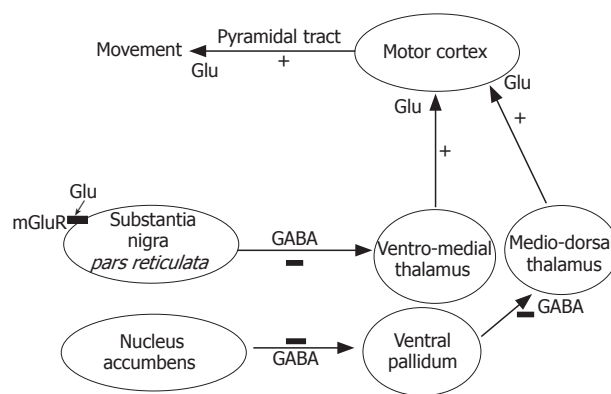 Pyramidal tract
Movement
+
Glu
Motor cortex
Glu
Glu
+
+
Glu
mGluR
Substantia
nigra
pars reticulata
GABA
Ventro-medial
thalamus
Medio-dorsa
thalamus
GABA
Nucleus
accumbens
GABA
Ventral
pallidum